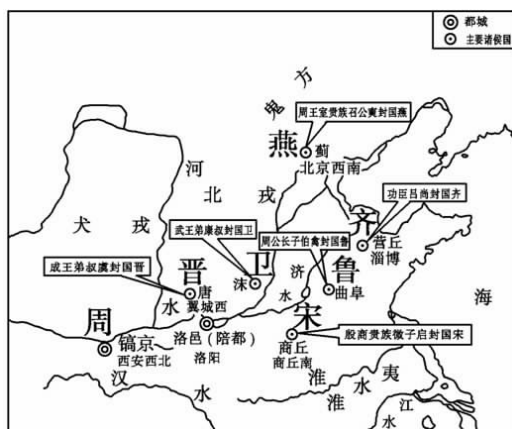 都城
主要诸侯国
鬼方
周王室贵族召公奭封国燕
燕
蓟
北京西南
河
北戎
犬戎
功臣吕尚封国齐
齐
营丘
淄博
武王弟康叔封国卫
卫
沬
周公长子伯禽封国鲁
鲁
曲阜
济
水
成王弟叔虞封国晋
晋
唐
翼城西
水
海
周
镐京
西安西北
洛邑(陪都)
洛阳
宋
商丘
商丘南
殷商贵族微子启封国宋
汉
水
淮夷
淮水
江
水